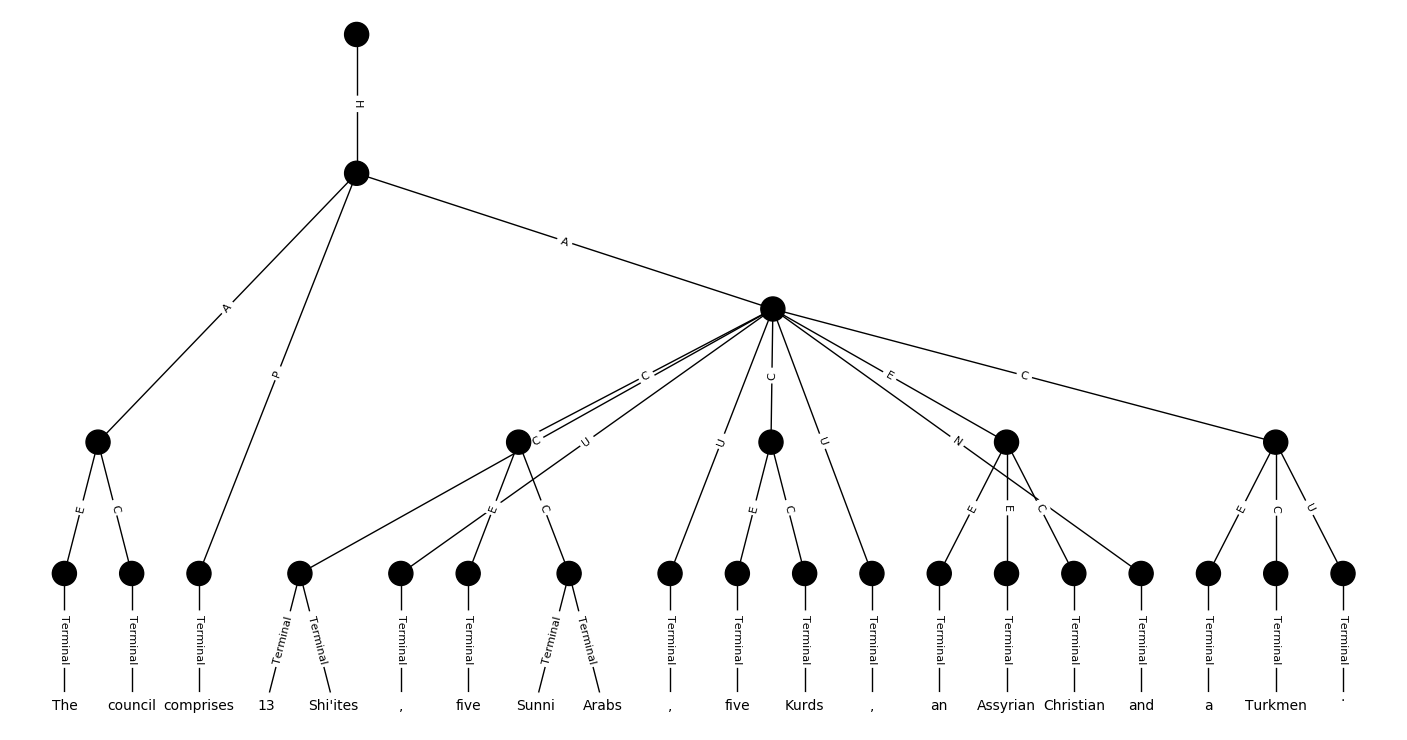 H
A
A
P
C
C
U
U
C
U
E
N
C
E
C
E
C
E
C
E
E
C
E
C
U
Terminal Terminal Terminal Terminal Terminal Terminal Terminal Terminal Terminal Terminal Terminal Terminal Terminal Terminal Terminal Terminal Terminal Terminal Terminal Terminal
The council comprises 13 Shi'ites , five Sunni Arabs , five Kurds , an Assyrian Christian and a Turkmen .